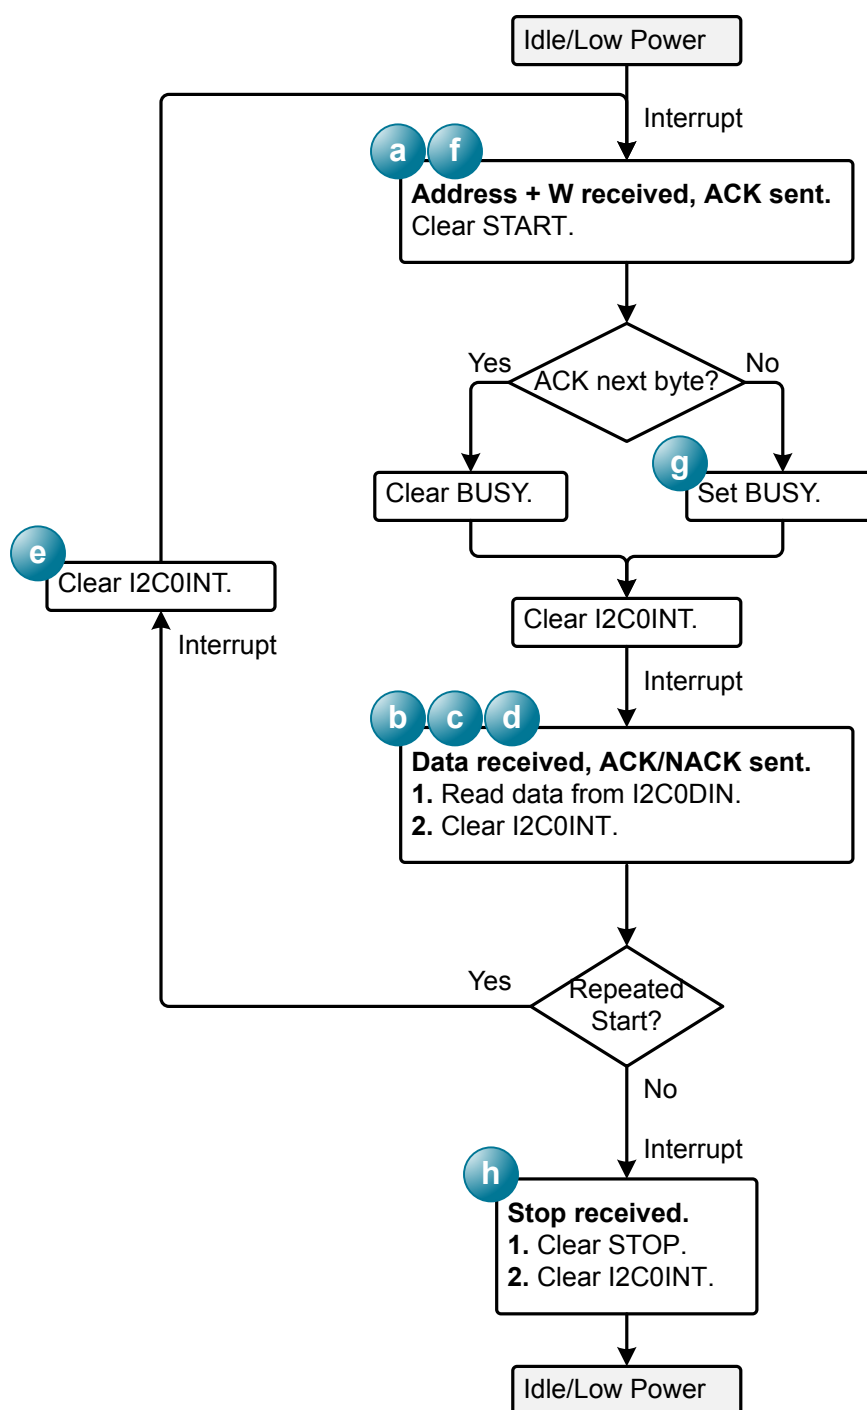 Idle/Low Power
Interrupt
a f
Address + W received, ACK sent.
Clear START.
Yes
No
ACK next byte?
g
Clear BUSY.
Set BUSY.
e
Clear I2C0INT.
Clear I2C0INT.
Interrupt
Interrupt
b c d
Data received, ACK/NACK sent.
1. Read data from I2C0DIN.
2. Clear I2C0INT.
Yes
Repeated
Start?
No
Interrupt
h
Stop received.
1. Clear STOP.
2. Clear I2C0INT.
Idle/Low Power